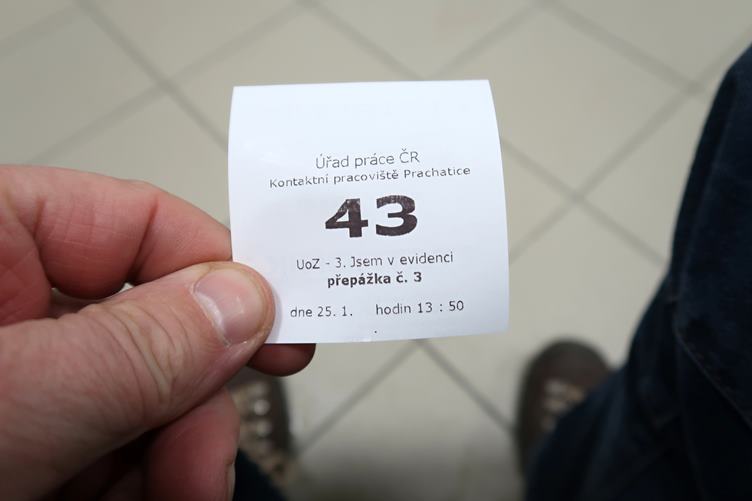 Úřad práce ČR
Kontaktní pracoviště Prachatice
43
UoZ - 3. Jsem v evidenci
přepážka č. 3
dne 25. 1. hodin 13 : 50
.